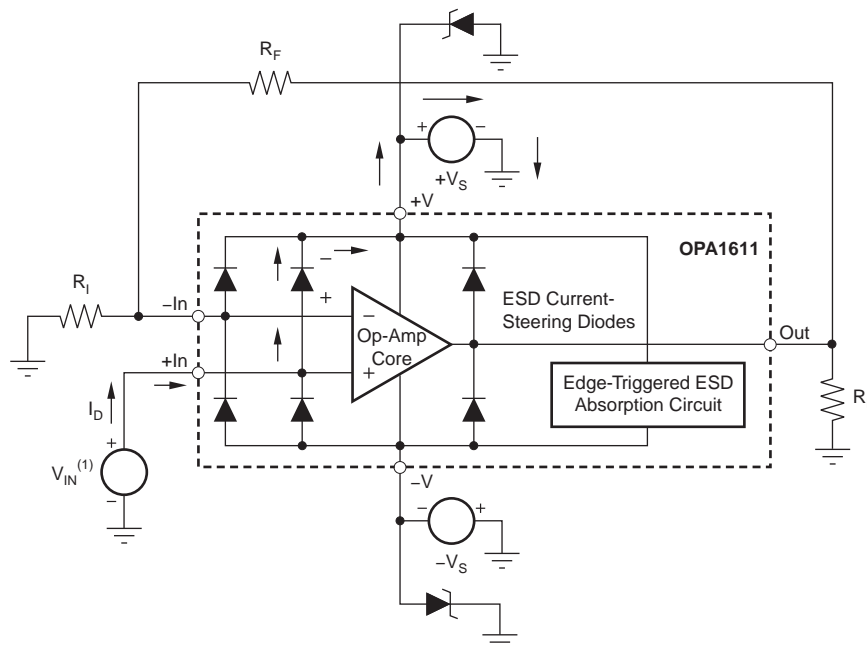 R_F
+ −
+V_S
+V
OPA1611
R_I
−In
−
+
−
Op-Amp
Core
+
ESD Current-
Steering Diodes
Out
+In
Edge-Triggered ESD
Absorption Circuit
R
I_D
+
V_IN^(1)
−
−V
− +
−V_S